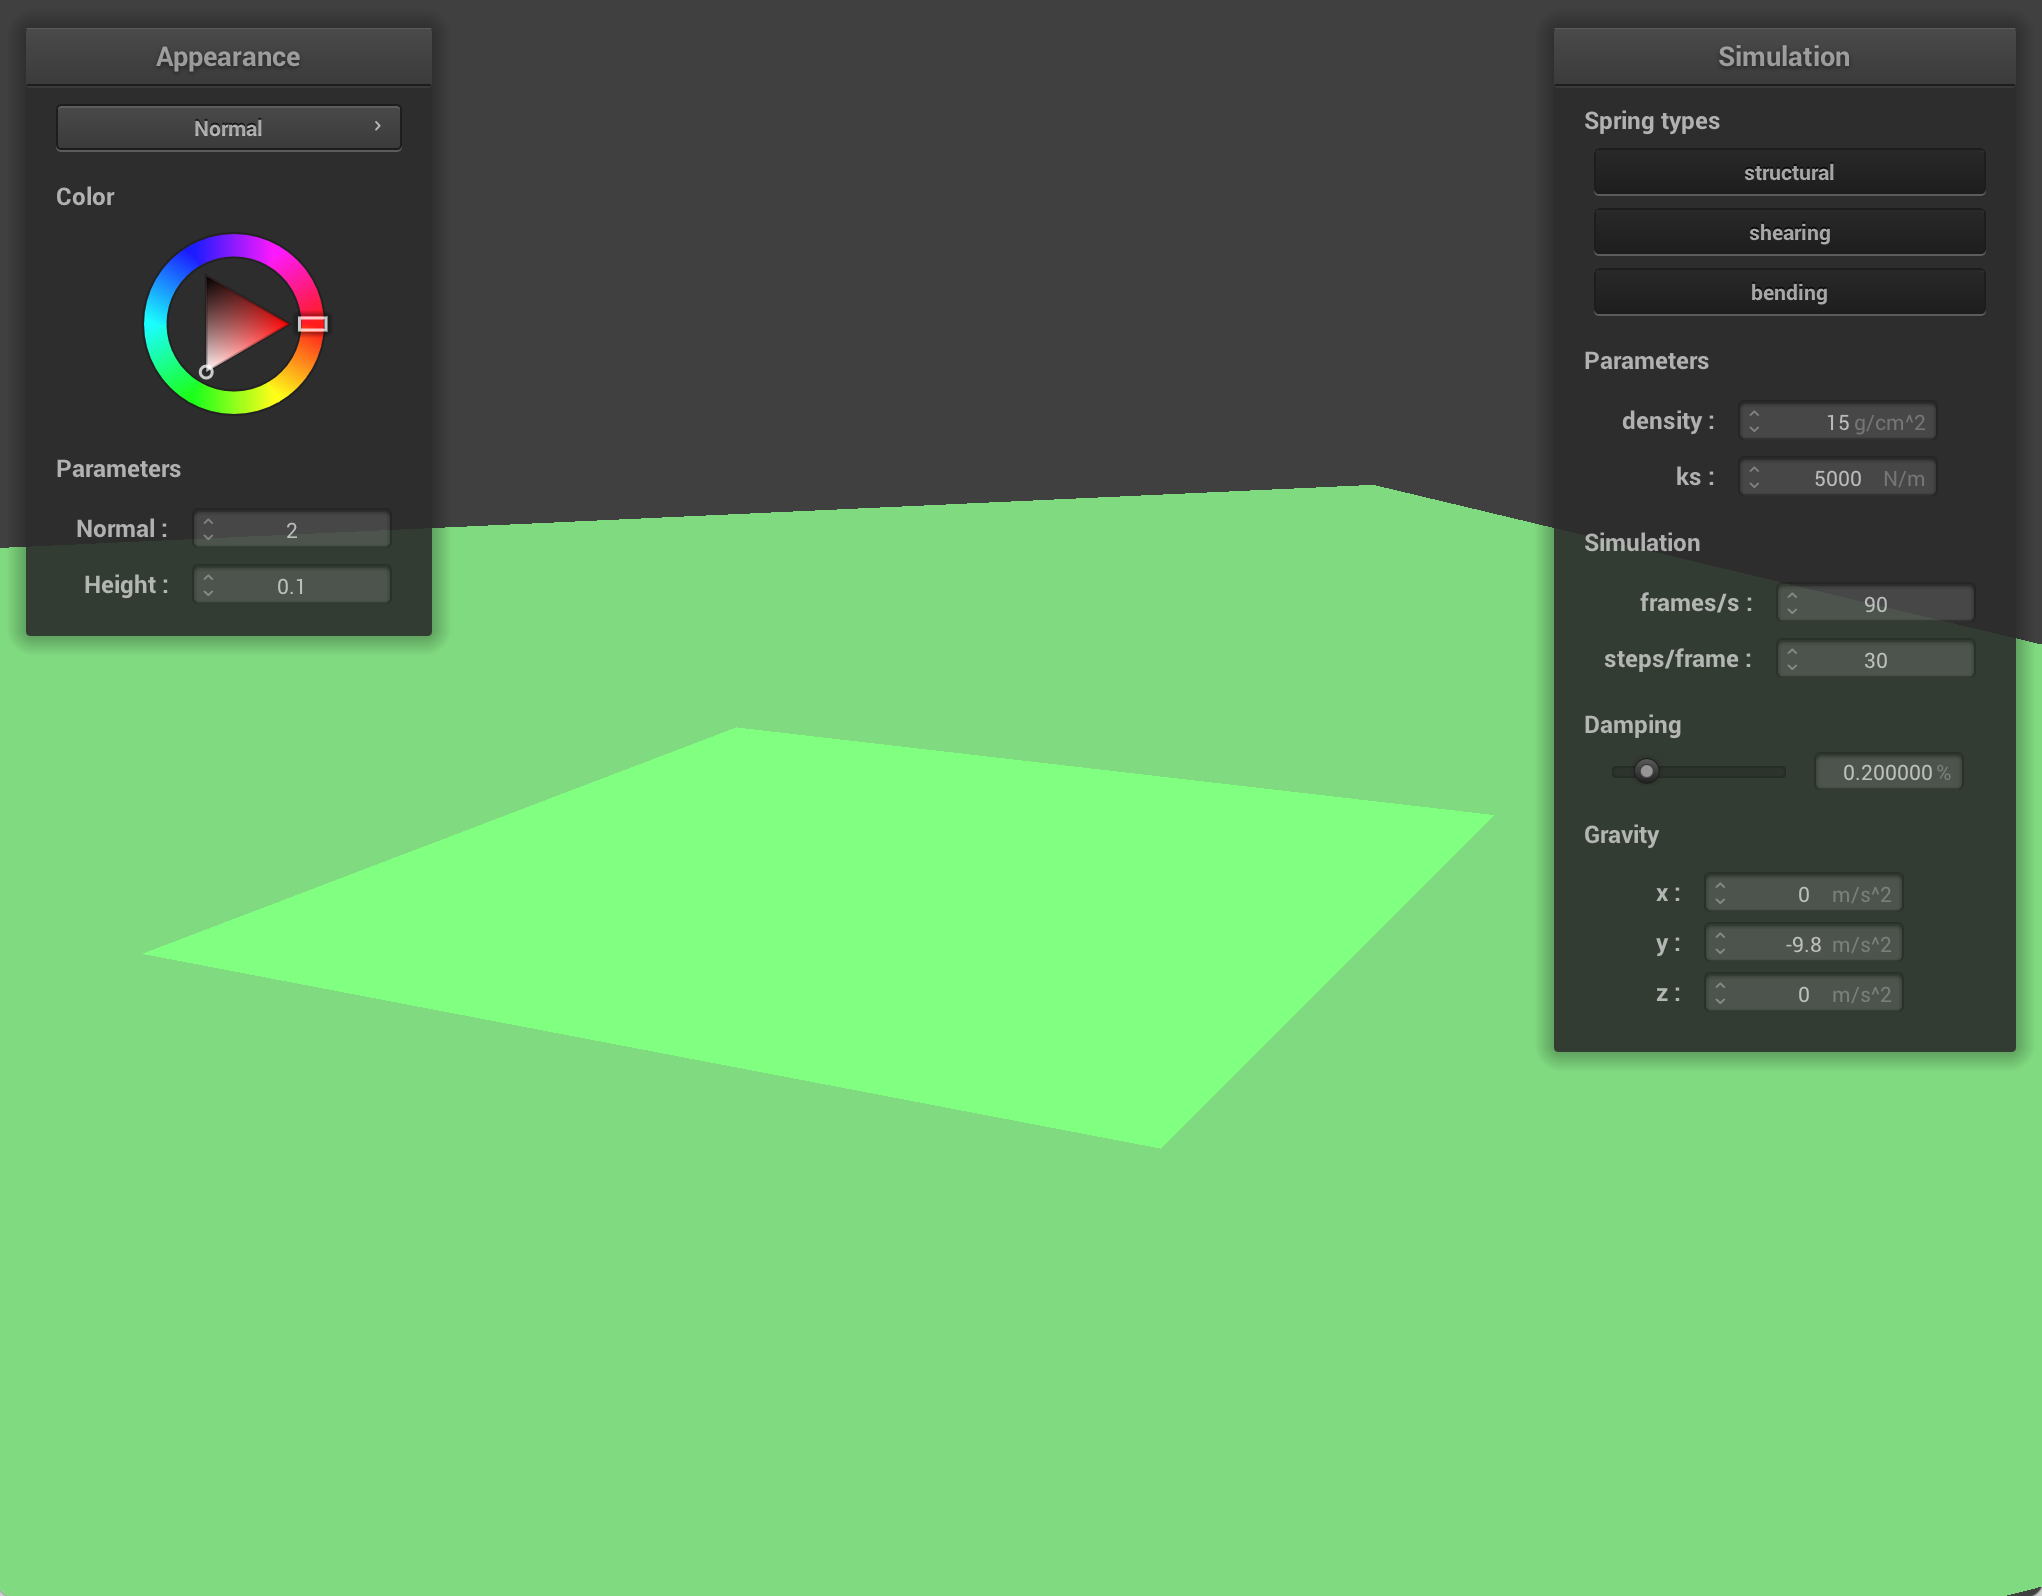 Appearance
Normal
Color
Parameters
Normal : 2
Height : 0.1
Simulation
Spring types
structural
shearing
bending
Parameters
density : 15 g/cm^2
ks : 5000 N/m
Simulation
frames/s : 90
steps/frame : 30
Damping
0.200000 %
Gravity
x : 0 m/s^2
y : -9.8 m/s^2
z : 0 m/s^2